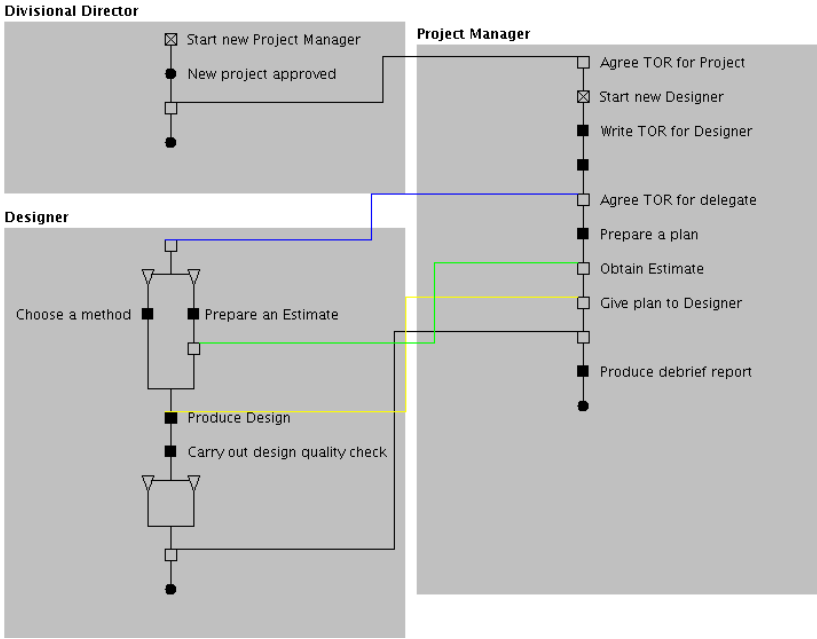 Divisional Director
Start new Project Manager
New project approved
Project Manager
Agree TOR for Project
Start new Designer
Write TOR for Designer
Agree TOR for delegate
Prepare a plan
Obtain Estimate
Give plan to Designer
Produce debrief report
Designer
Choose a method
Prepare an Estimate
Produce Design
Carry out design quality check